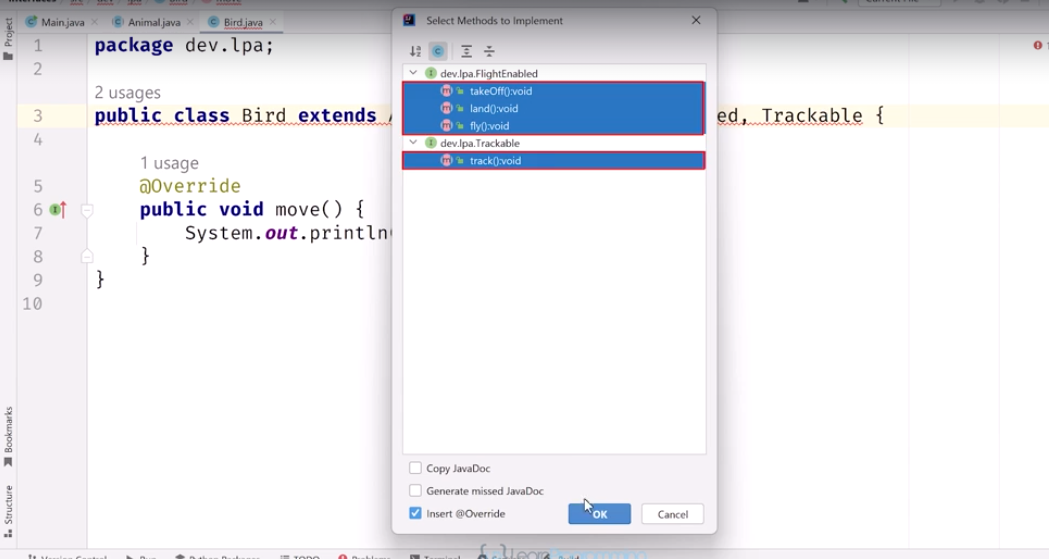 Select Methods to Implement
Project
Main.java
Animal.java
Bird.java
1 package dev.lpa;
2
2 usages
3 public class Bird extends ed, Trackable {
4
1 usage
5 @Override
6 public void move() {
7 System.out.println
8 }
9 }
10
dev.lpa.FlightEnabled
takeOff():void
land():void
fly():void
dev.lpa.Trackable
track():void
Copy JavaDoc
Generate missed JavaDoc
Insert @Override
OK
Cancel
Bookmarks
Structure